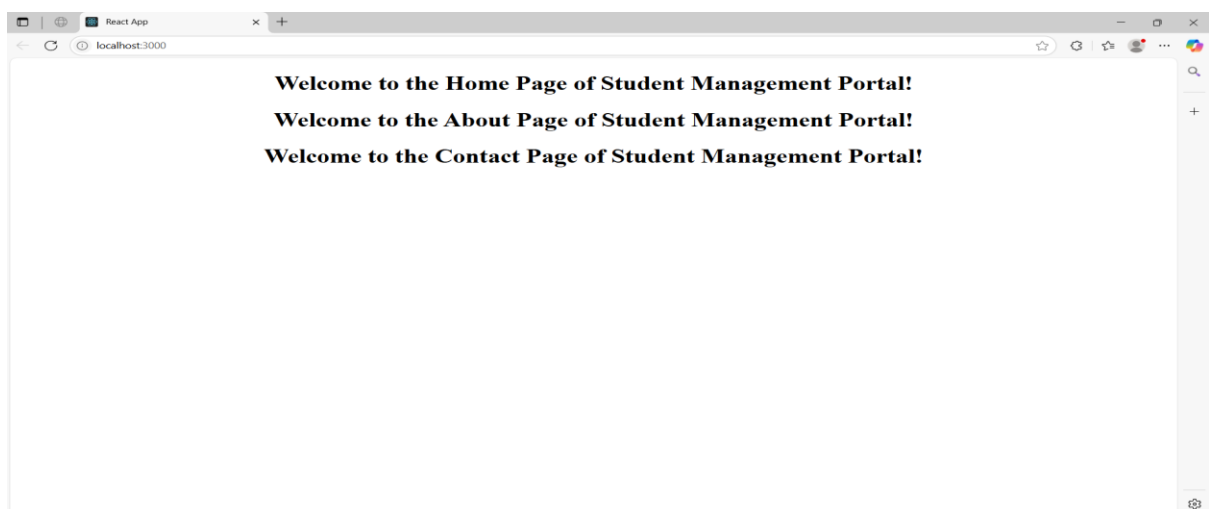 React App
localhost:3000
Welcome to the Home Page of Student Management Portal!
Welcome to the About Page of Student Management Portal!
Welcome to the Contact Page of Student Management Portal!